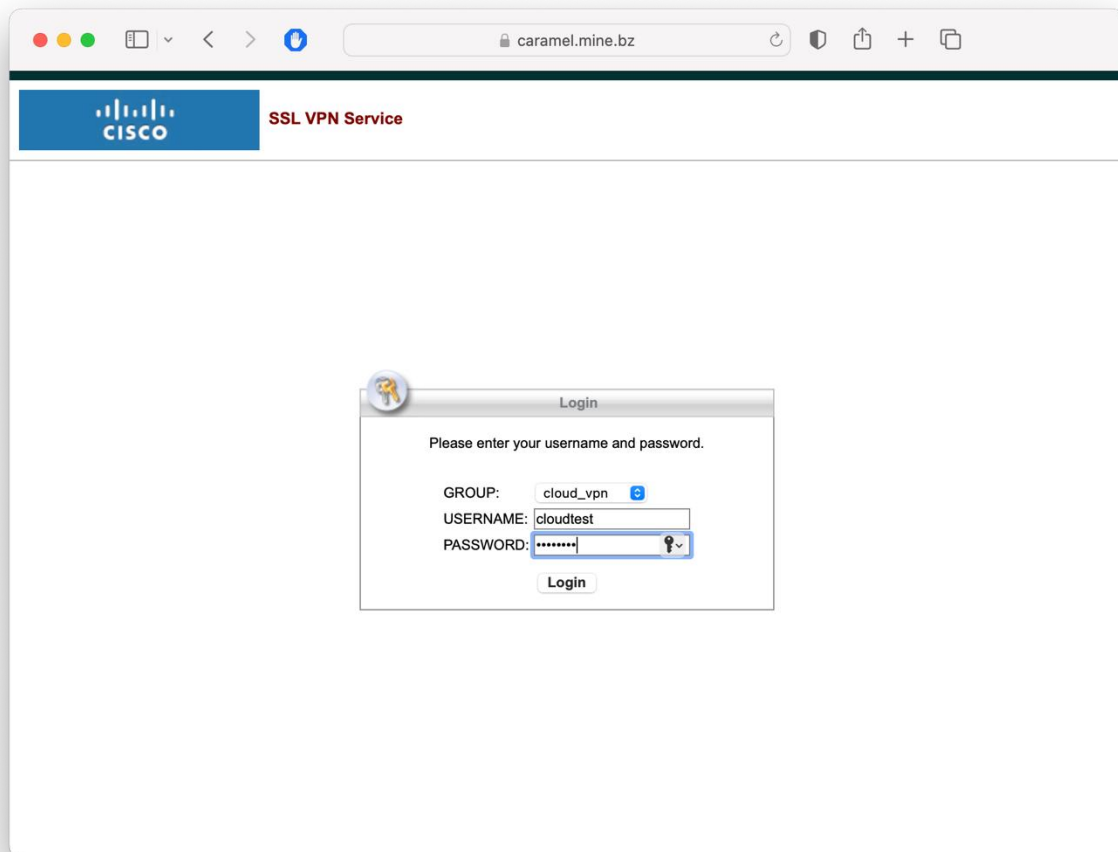 caramel.mine.bz
CISCO
SSL VPN Service
Login
Please enter your username and password.
GROUP: cloud_vpn
USERNAME: cloudtest
PASSWORD: ••••••••
Login